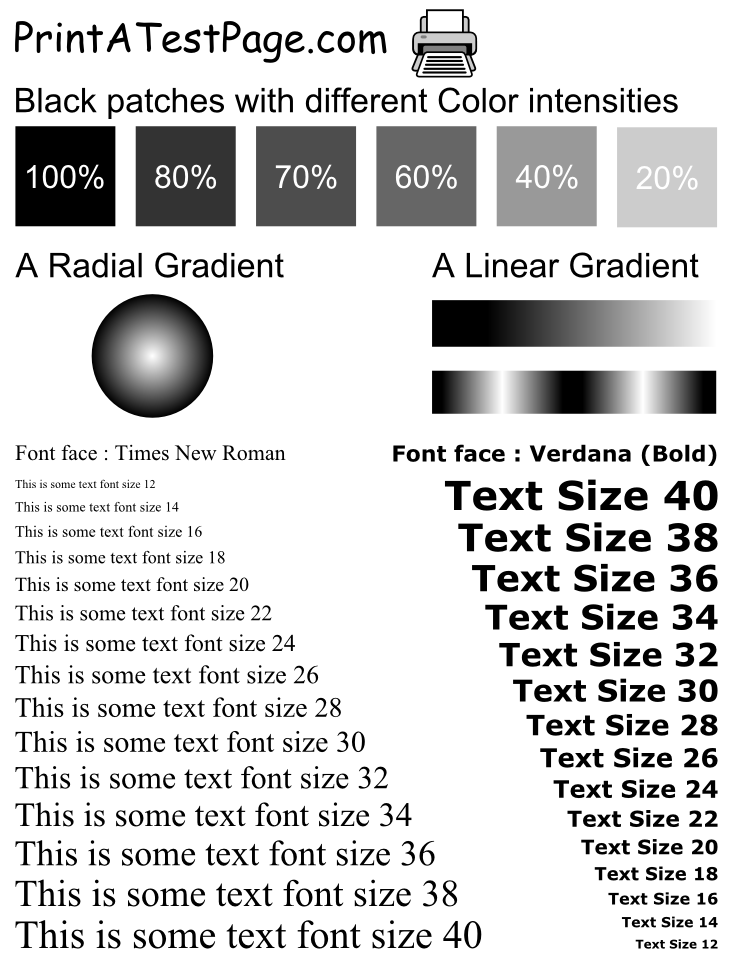 PrintATestPage.com
Black patches with different Color intensities
100% 80% 70% 60% 40% 20%
A Radial Gradient
A Linear Gradient
Font face : Times New Roman
This is some text font size 12
This is some text font size 14
This is some text font size 16
This is some text font size 18
This is some text font size 20
This is some text font size 22
This is some text font size 24
This is some text font size 26
This is some text font size 28
This is some text font size 30
This is some text font size 32
This is some text font size 34
This is some text font size 36
This is some text font size 38
This is some text font size 40
Font face : Verdana (Bold)
Text Size 40
Text Size 38
Text Size 36
Text Size 34
Text Size 32
Text Size 30
Text Size 28
Text Size 26
Text Size 24
Text Size 22
Text Size 20
Text Size 18
Text Size 16
Text Size 14
Text Size 12